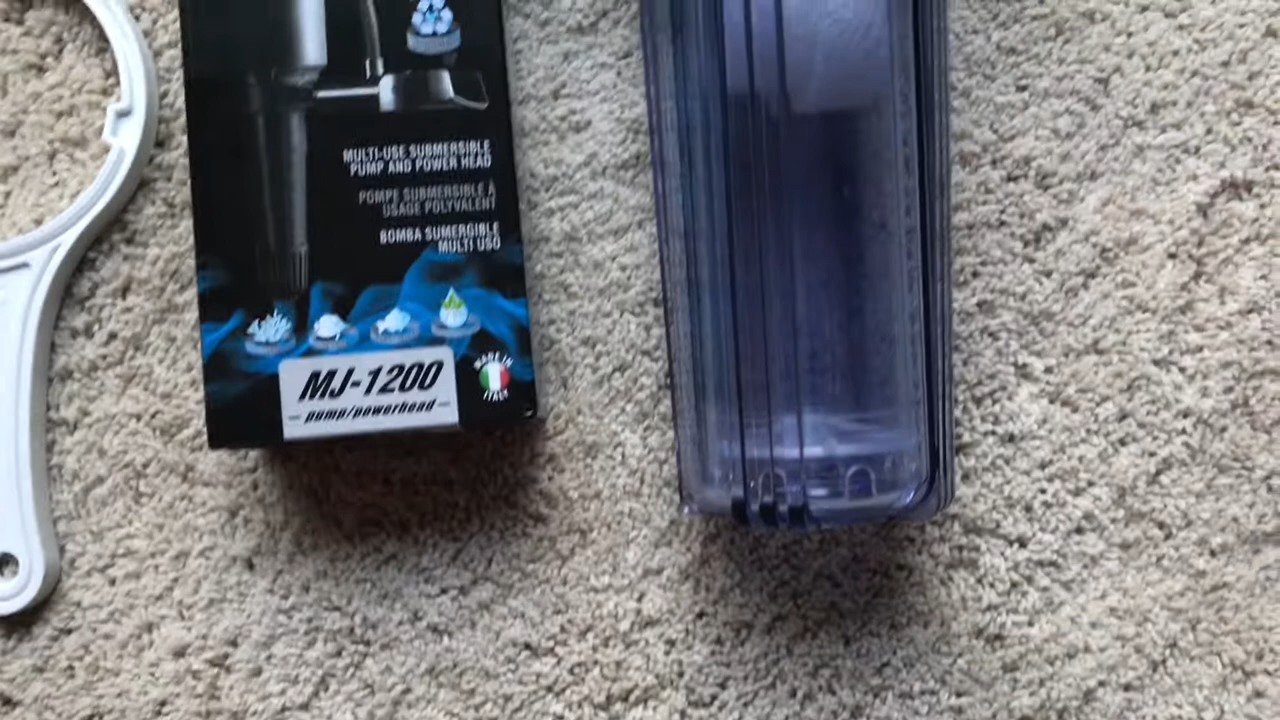 MULTI-USE SUBMERSIBLE
PUMP AND POWER HEAD
POMPE SUBMERSIBLE À
USAGE POLYVALENT
BOMBA SUMERGIBLE
MULTI USO
MJ-1200
pump/powerhead
MADE IN
ITALY